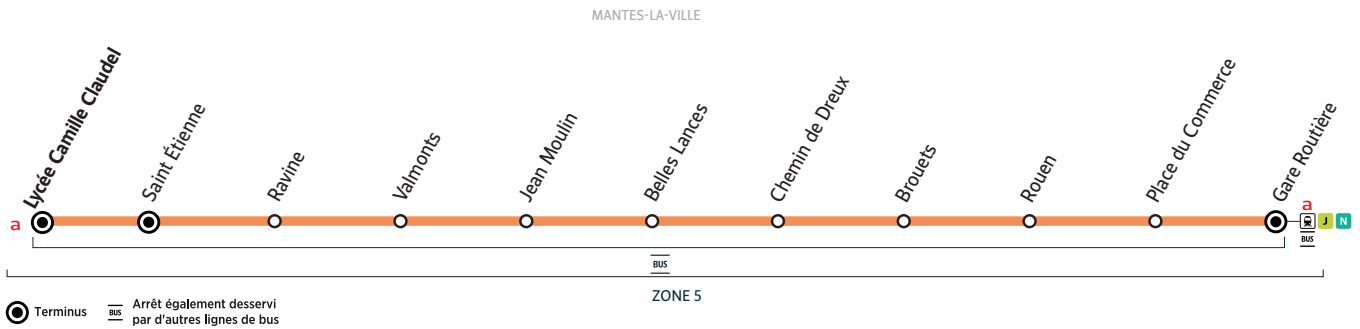 MANTES-LA-VILLE
Lycée Camille Claudel
Saint Étienne
Ravine
Valmonts
Jean Moulin
Belles Lances
Chemin de Dreux
Brouets
Rouen
Place du Commerce
Gare Routière
a
a
J N
BUS
BUS
ZONE 5
Terminus
BUS
Arrêt également desservi
par d'autres lignes de bus